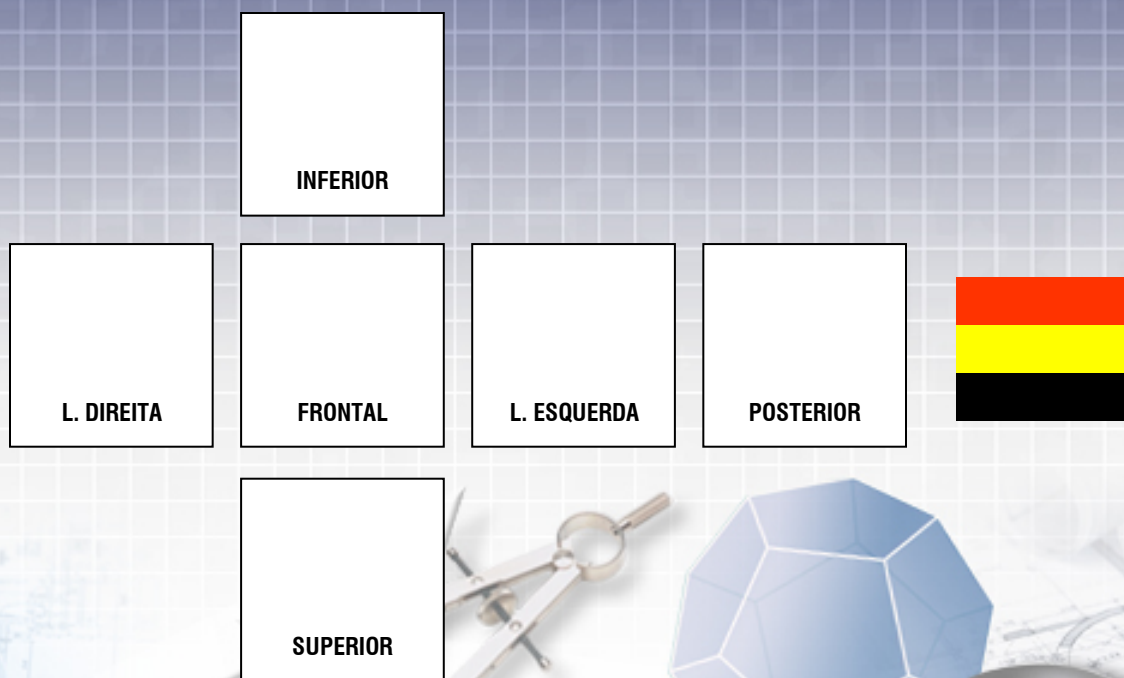 INFERIOR
L. DIREITA
FRONTAL
L. ESQUERDA
POSTERIOR
SUPERIOR